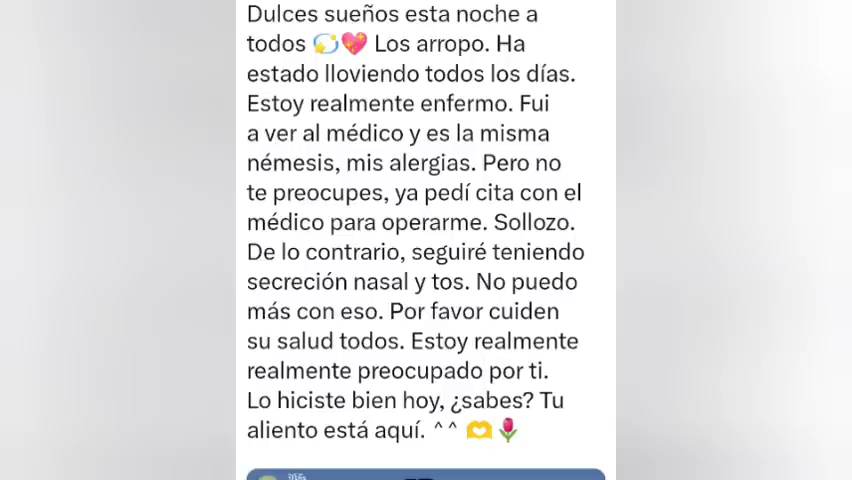 Dulces sueños esta noche a
todos 💫💖 Los arropo. Ha
estado lloviendo todos los días.
Estoy realmente enfermo. Fui
a ver al médico y es la misma
némesis, mis alergias. Pero no
te preocupes, ya pedí cita con el
médico para operarme. Sollozo.
De lo contrario, seguiré teniendo
secreción nasal y tos. No puedo
más con eso. Por favor cuiden
su salud todos. Estoy realmente
realmente preocupado por ti.
Lo hiciste bien hoy, ¿sabes? Tu
aliento está aquí. ^^ 🫶🌷